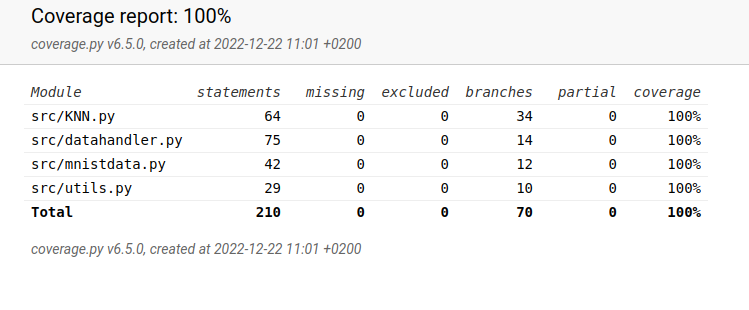 Coverage report: 100%
coverage.py v6.5.0, created at 2022-12-22 11:01 +0200
Module statements missing excluded branches partial coverage
src/KNN.py 64 0 0 34 0 100%
src/datahandler.py 75 0 0 14 0 100%
src/mnistdata.py 42 0 0 12 0 100%
src/utils.py 29 0 0 10 0 100%
Total 210 0 0 70 0 100%
coverage.py v6.5.0, created at 2022-12-22 11:01 +0200